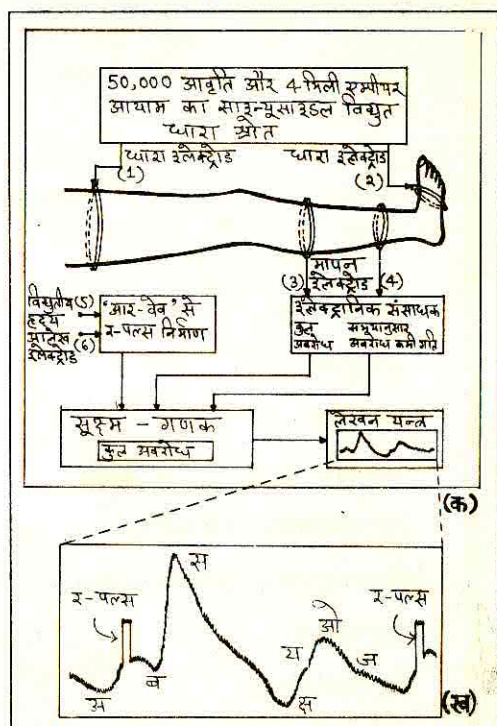 50,000 आवृति और 4 मिली एम्पीयर
आयाम का साइन्यूसाइडल विद्युत
धारा स्रोत
धारा इलेक्ट्रोड
(1)
धारा इलेक्ट्रोड
(2)
मापन
(3) इलेक्ट्रोड (4)
विद्युतीय (5)
हृदय
आलेख (6)
इलेक्ट्रोड
'आर-वेव' से
र-पल्स निर्माण
इलेक्ट्रानिक संसाधक
कुल समयानुसार
अवरोध अवरोध कमी गति
सूक्ष्म - गणक
कुल अवरोध
लेखन यन्त्र
(क)
र-पल्स
अ
ब
स
क्ष
य
ओ
ज
र-पल्स
(ख)